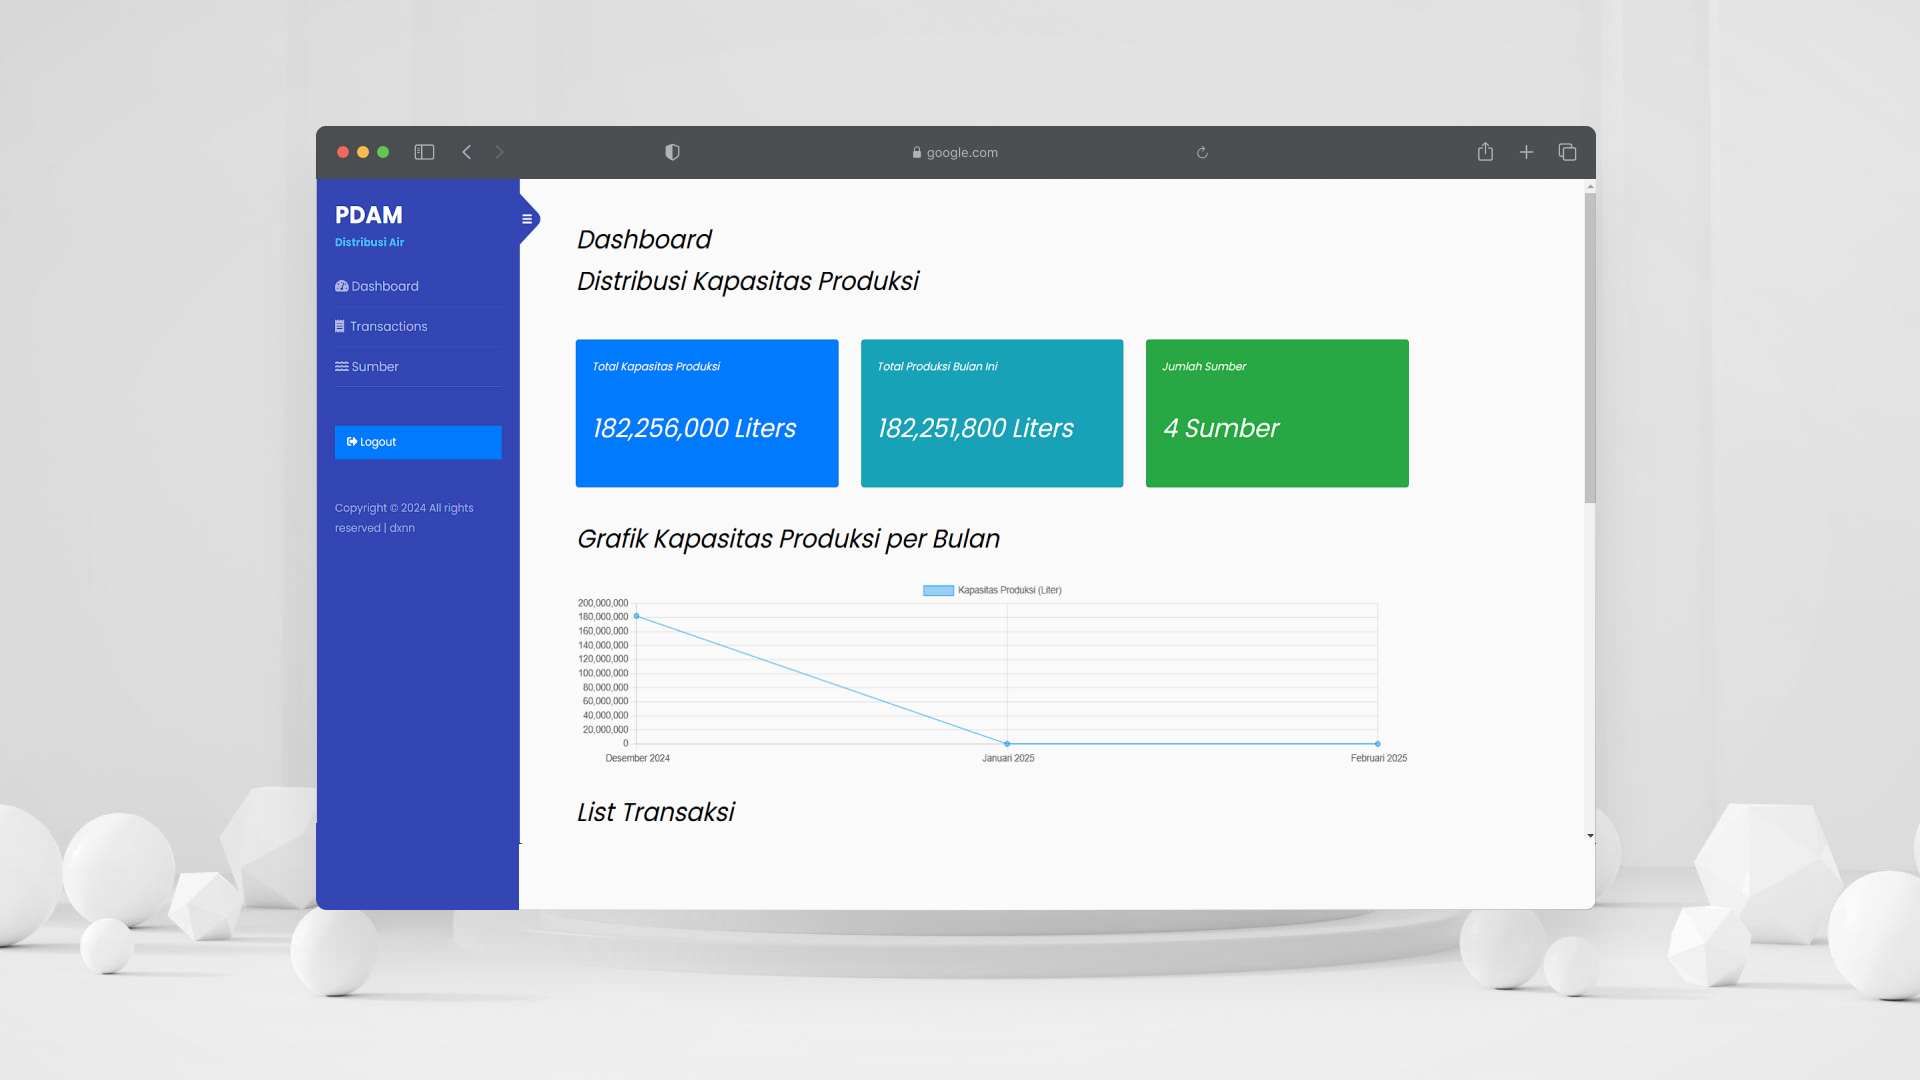 google.com
PDAM
Distribusi Air
Dashboard
Transactions
Sumber
Logout
Copyright © 2024 All rights
reserved | dxnn
Dashboard
Distribusi Kapasitas Produksi
Total Kapasitas Produksi
182,256,000 Liters
Total Produksi Bulan Ini
182,251,800 Liters
Jumlah Sumber
4 Sumber
Grafik Kapasitas Produksi per Bulan
Kapasitas Produksi (Liter)
200,000,000
180,000,000
160,000,000
140,000,000
120,000,000
100,000,000
80,000,000
60,000,000
40,000,000
20,000,000
0
Desember 2024
Januari 2025
Februari 2025
List Transaksi